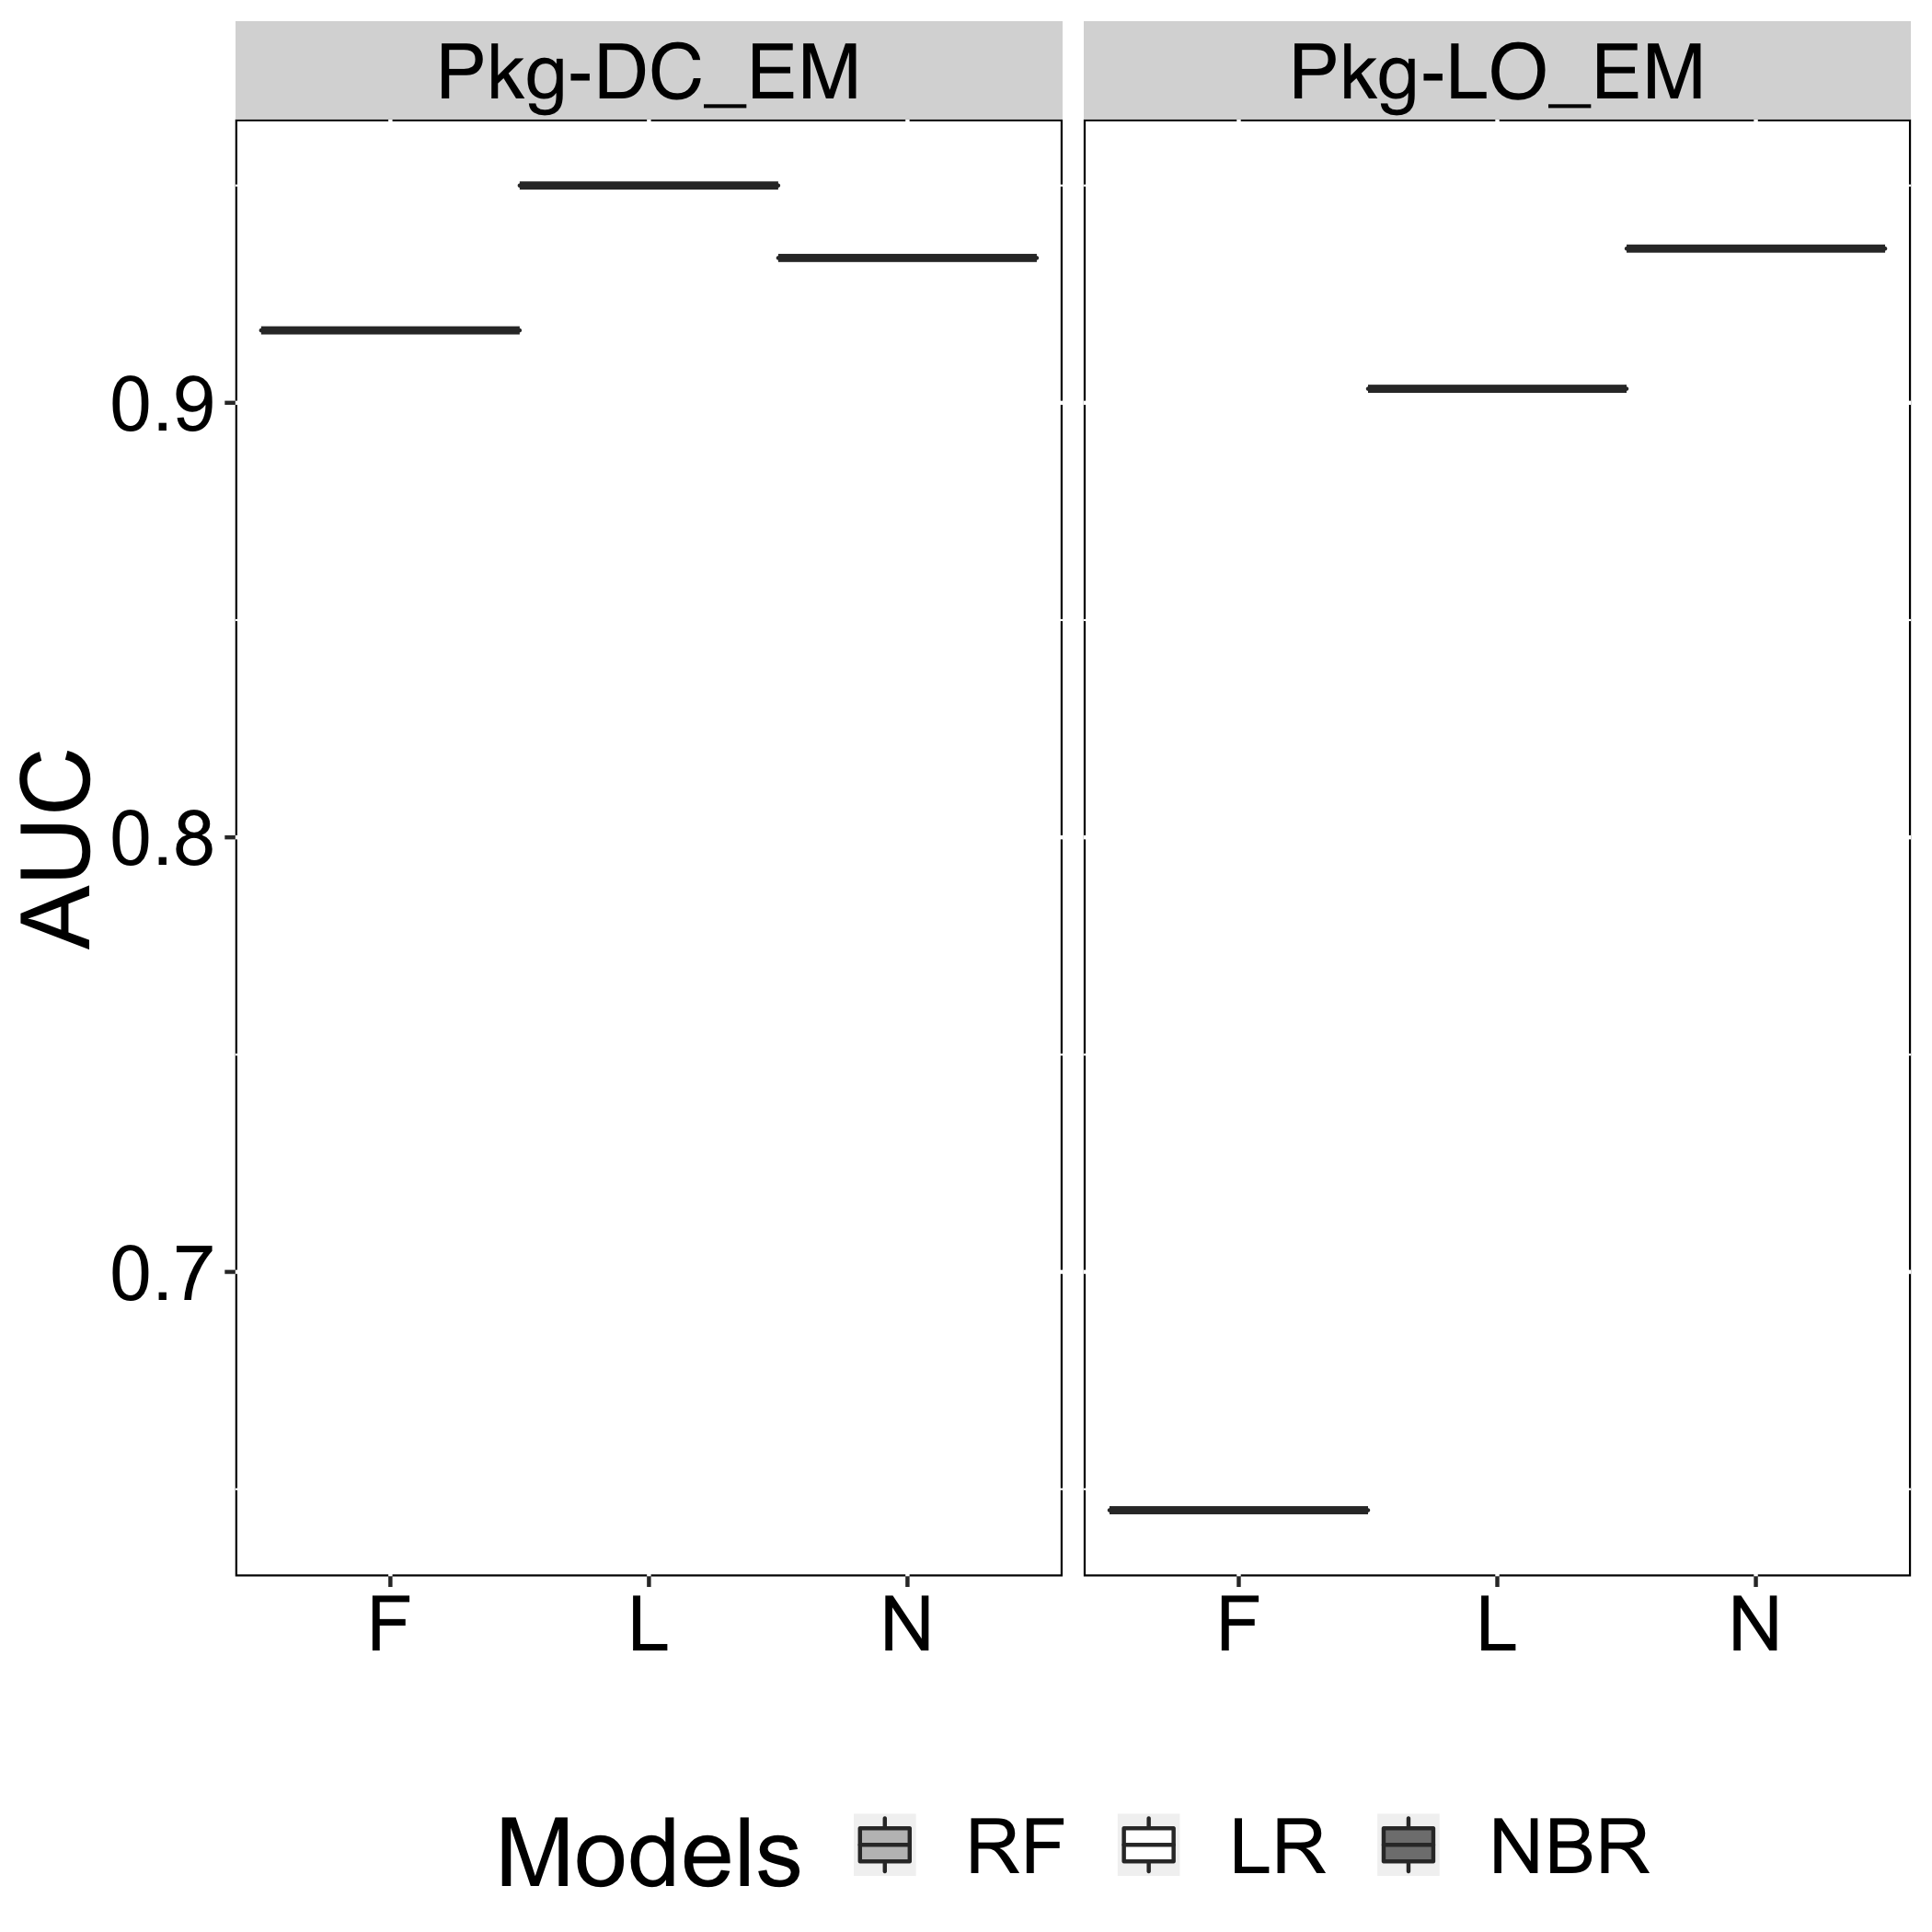 Pkg-DC_EM Pkg-LO_EM
0.9
0.8
0.7
AUC
F L N F L N
Models RF LR NBR